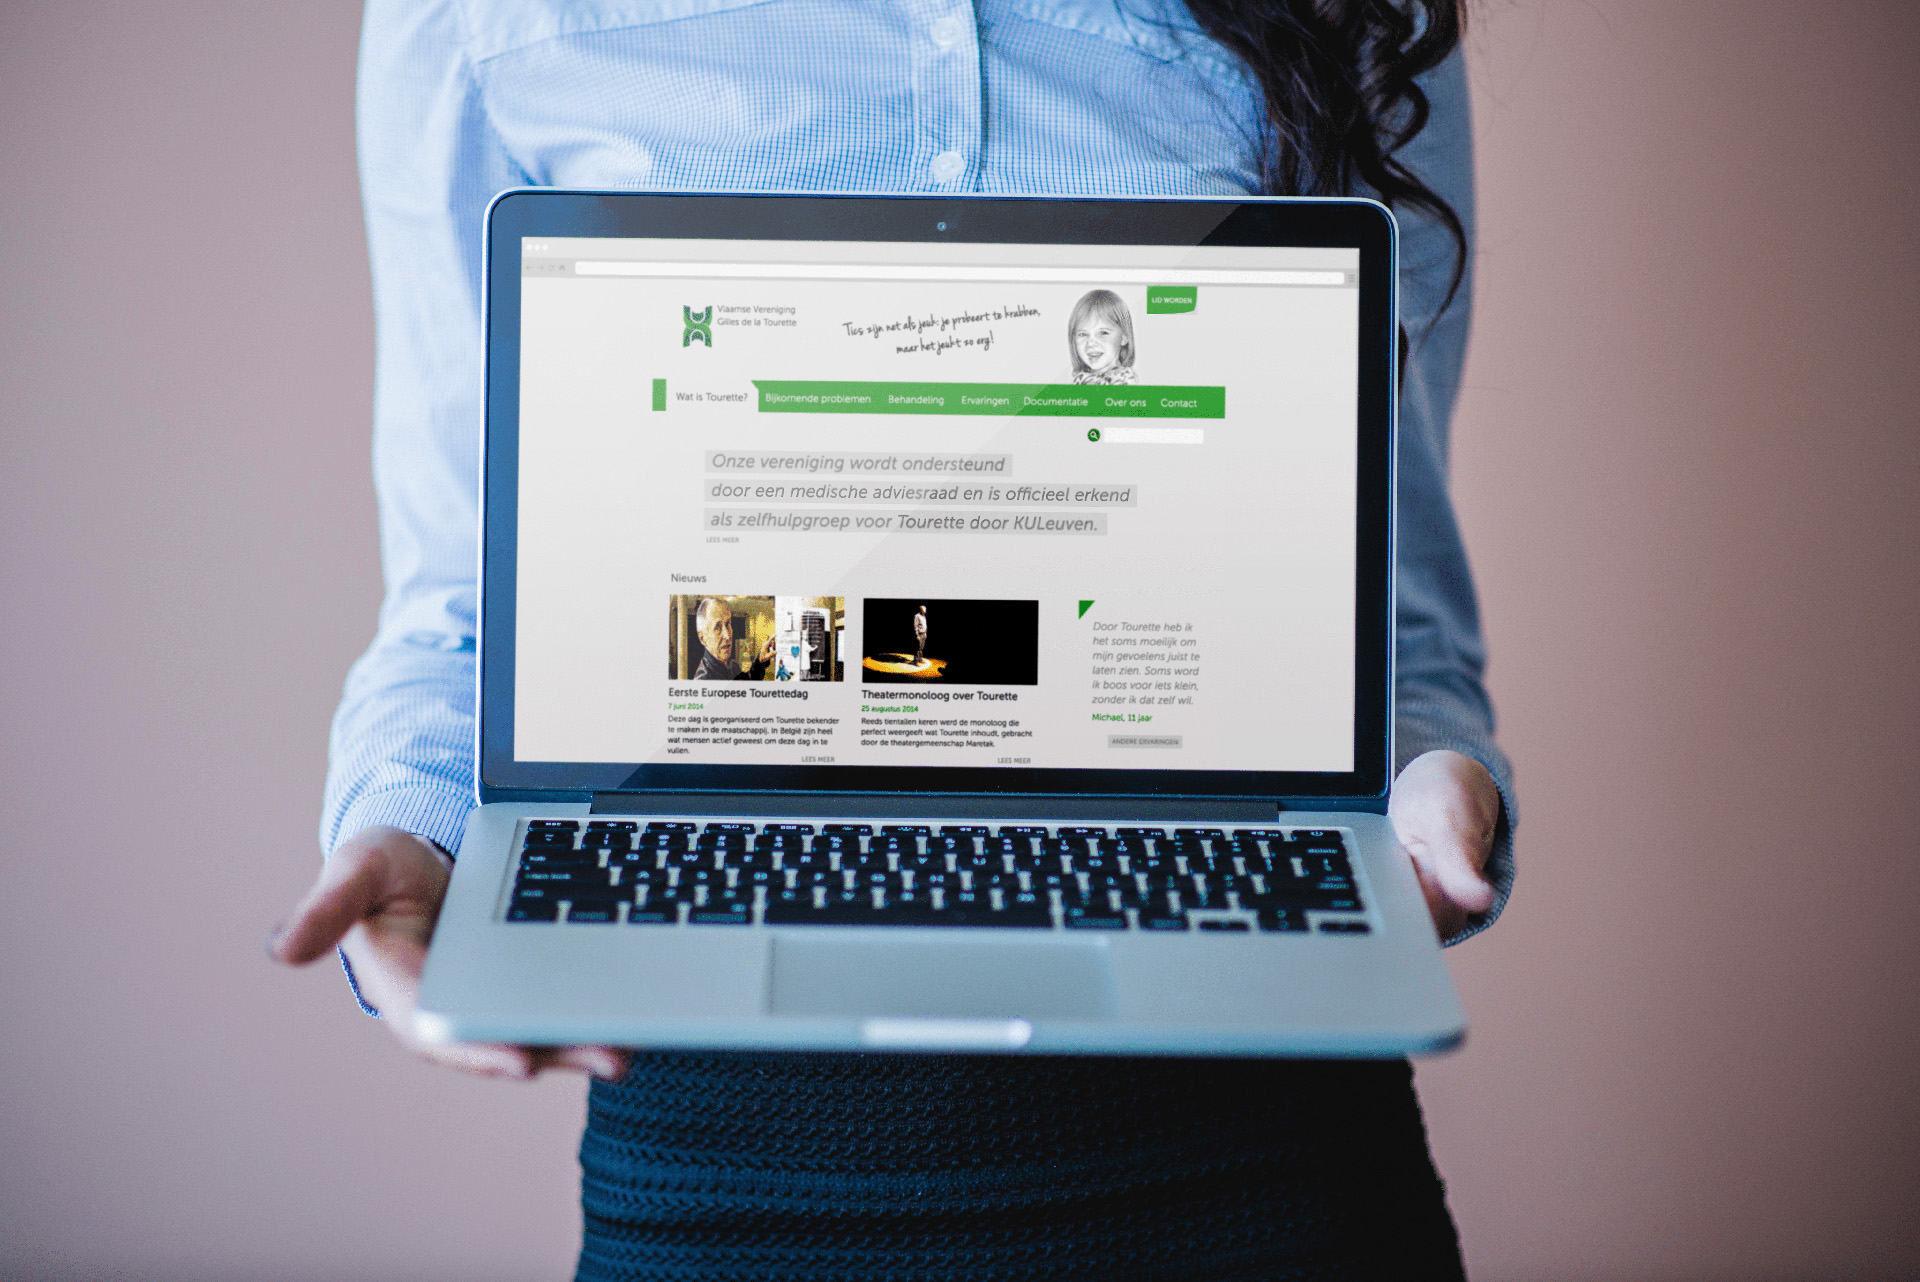 Vlaamse Vereniging
Gilles de la Tourette
Tics zijn net als jeuk: je probeert te krabben,
maar het jeukt zo erg!
LID WORDEN
Wat is Tourette? Bijkomende problemen Behandeling Ervaringen Documentatie Over ons Contact
Onze vereniging wordt ondersteund
door een medische adviesraad en is officieel erkend
als zelfhulpgroep voor Tourette door KULeuven.
LEES MEER
Nieuws
Eerste Europese Tourettedag
7 juni 2014
Deze dag is georganiseerd om Tourette bekender
te maken in de maatschappij. In België zijn heel
wat mensen actief geweest om deze dag in te
vullen.
LEES MEER
Theatermonoloog over Tourette
25 augustus 2014
Reeds tientallen keren werd de monoloog die
perfect weergeeft wat Tourette inhoudt, gebracht
door de theatergemeenschap Maretak.
LEES MEER
Door Tourette heb ik
het soms moeilijk om
mijn gevoelens juist te
laten zien. Soms word
ik boos voor iets klein,
zonder ik dat zelf wil.
Michael, 11 jaar
ANDERE ERVARINGEN